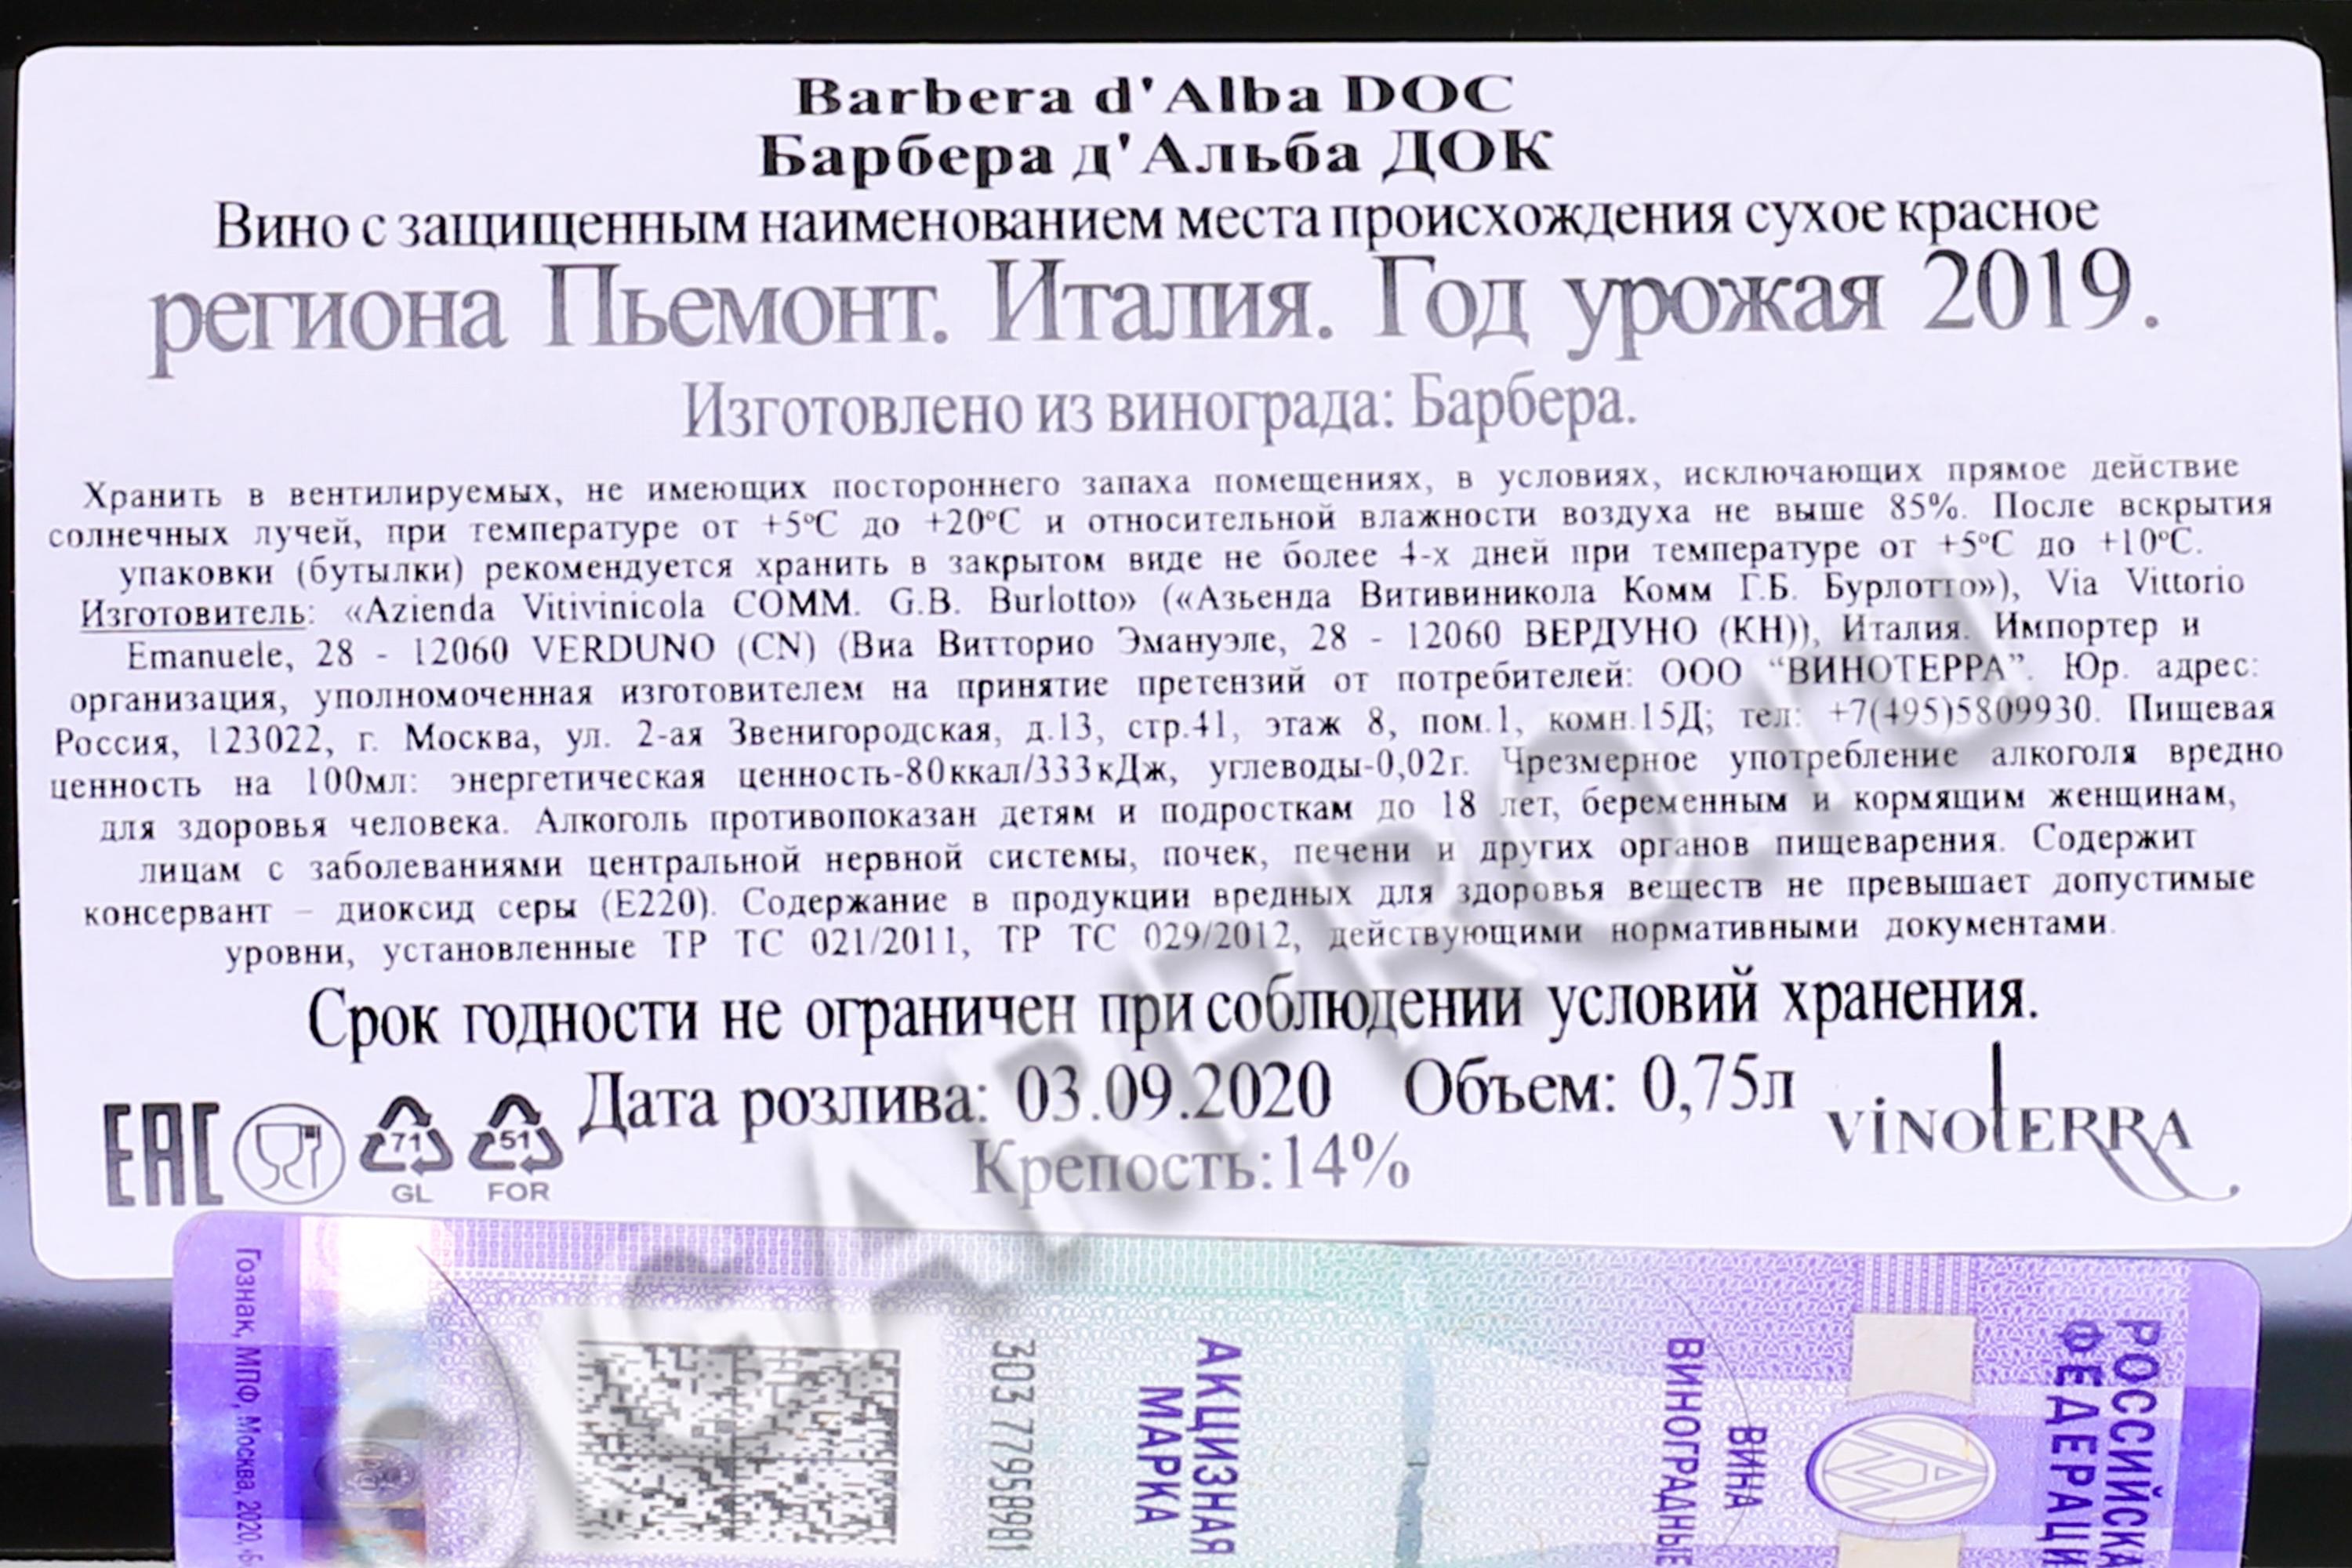 Barbera d'Alba DOC
Барбера д'Альба ДОК
Вино с защищенным наименованием места происхождения сухое красное
региона Пьемонт. Италия. Год урожая 2019.
Изготовлено из винограда: Барбера.
Хранить в вентилируемых, не имеющих постороннего запаха помещениях, в условиях, исключающих прямое действие
солнечных лучей, при температуре от +5°С до +20°С и относительной влажности воздуха не выше 85%. После вскрытия
упаковки (бутылки) рекомендуется хранить в закрытом виде не более 4-х дней при температуре от +5°С до +10°С.
Изготовитель: «Azienda Vitivinicola COMM. G.B. Burlotto» («Азьенда Витивиникола Комм Г.Б. Бурлотто»), Via Vittorio
Emanuele, 28 - 12060 VERDUNO (CN) (Виа Витторио Эмануэле, 28 - 12060 ВЕРДУНО (КН)), Италия. Импортер и
организация, уполномоченная изготовителем на принятие претензий от потребителей: ООО “ВИНОТЕРРА”. Юр. адрес:
Россия, 123022, г. Москва, ул. 2-ая Звенигородская, д.13, стр.41, этаж 8, пом.1, комн.15Д; тел: +7(495)5809930. Пищевая
ценность на 100мл: энергетическая ценность-80ккал/333кДж, углеводы-0,02г. Чрезмерное употребление алкоголя вредно
для здоровья человека. Алкоголь противопоказан детям и подросткам до 18 лет, беременным и кормящим женщинам,
лицам с заболеваниями центральной нервной системы, почек, печени и других органов пищеварения. Содержит
консервант – диоксид серы (Е220). Содержание в продукции вредных для здоровья веществ не превышает допустимые
уровни, установленные ТР ТС 021/2011, ТР ТС 029/2012, действующими нормативными документами.
Срок годности не ограничен при соблюдении условий хранения.
Дата розлива: 03.09.2020 Объем: 0,75л
Крепость:14%
EAC
71
GL
51
FOR
VINOTERRA
CIGARPRO.ru
Гознак, МПФ, Москва, 2020,
303 77958981
АКЦИЗНАЯ
МАРКА
ВИНА
ВИНОГРАДНЫЕ